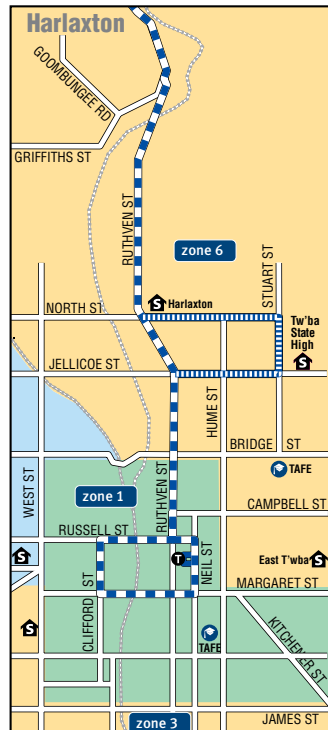 Harlaxton
GOOMBUNGEE RD
GRIFFITHS ST
RUTHVEN ST
zone 6
STUART ST
S Harlaxton
NORTH ST
Tw'ba
State
High
S
JELLICOE ST
HUME ST
BRIDGE ST
TAFE
WEST ST
zone 1
RUTHVEN ST
CAMPBELL ST
RUSSELL ST
S
T
NEIL ST
East T'wba S
MARGARET ST
CLIFFORD ST
S
TAFE
KITCHENER ST
zone 3
JAMES ST